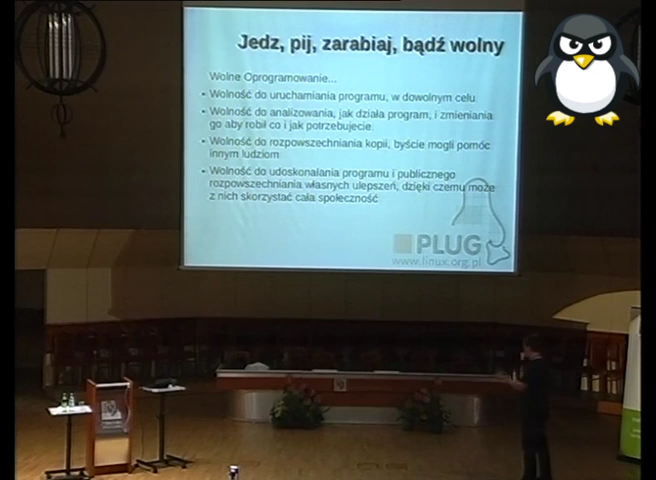 Jedz, pij, zarabiaj, bądź wolny
Wolne Oprogramowanie...
• Wolność do uruchamiania programu, w dowolnym celu
• Wolność do analizowania, jak działa program, i zmieniania
go aby robił co i jak potrzebujecie
• Wolność do rozpowszechniania kopii, byście mogli pomóc
innym ludziom
• Wolność do udoskonalania programu i publicznego
rozpowszechniania własnych ulepszeń, dzięki czemu może
z nich skorzystać cała społeczność
PLUG
www.linux.org.pl